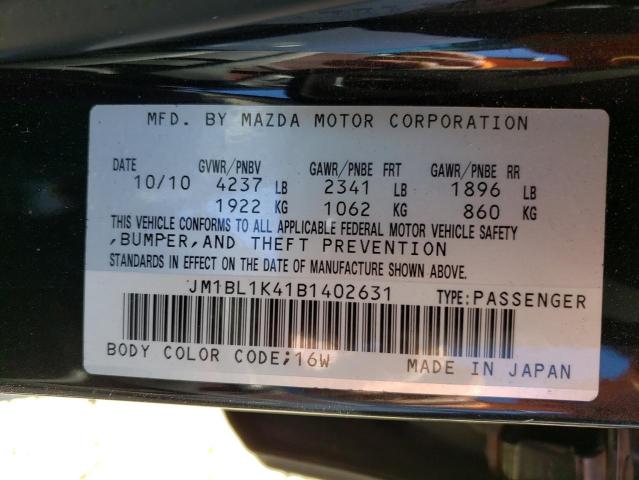 MFD. BY MAZDA MOTOR CORPORATION
DATE GVWR/PNBV GAWR/PNBE FRT GAWR/PNBE RR
10/10 4237 LB 2341 LB 1896 LB
1922 KG 1062 KG 860 KG
THIS VEHICLE CONFORMS TO ALL APPLICABLE FEDERAL MOTOR VEHICLE SAFETY
,BUMPER,AND THEFT PREVENTION
STANDARDS IN EFFECT ON THE DATE OF MANUFACTURE SHOWN ABOVE.
JM1BL1K41B1402631 TYPE:PASSENGER
BODY COLOR CODE;16W MADE IN JAPAN